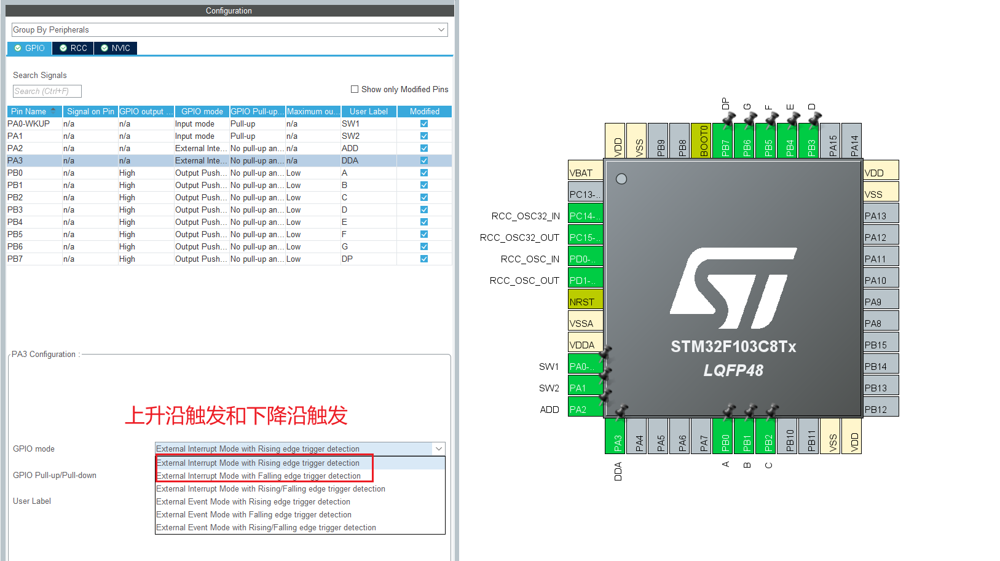 Configuration
Group By Peripherals
GPIO RCC NVIC
Search Signals
Search (Ctrl+F)
Show only Modified Pins
Pin Name Signal on Pin GPIO output ... GPIO mode GPIO Pull-up... Maximum ou... User Label Modified
PA0-WKUP n/a n/a Input mode Pull-up n/a SW1
PA1 n/a n/a Input mode Pull-up n/a SW2
PA2 n/a n/a External Inte... No pull-up an... n/a ADD
PA3 n/a n/a External Inte... No pull-up an... n/a DDA
PB0 n/a High Output Push... No pull-up an... Low A
PB1 n/a High Output Push... No pull-up an... Low B
PB2 n/a High Output Push... No pull-up an... Low C
PB3 n/a High Output Push... No pull-up an... Low D
PB4 n/a High Output Push... No pull-up an... Low E
PB5 n/a High Output Push... No pull-up an... Low F
PB6 n/a High Output Push... No pull-up an... Low G
PB7 n/a High Output Push... No pull-up an... Low DP
PA3 Configuration :
上升沿触发和下降沿触发
GPIO mode
External Interrupt Mode with Rising edge trigger detection
External Interrupt Mode with Rising edge trigger detection
External Interrupt Mode with Falling edge trigger detection
GPIO Pull-up/Pull-down
External Interrupt Mode with Rising/Falling edge trigger detection
User Label
External Event Mode with Rising edge trigger detection
External Event Mode with Falling edge trigger detection
External Event Mode with Rising/Falling edge trigger detection
DP G F E D
VDD VSS PB9 PB8 BOOT0 PB7 PB6 PB5 PB4 PB3 PA15 PA14
VBAT
PC13-..
RCC_OSC32_IN PC14-..
RCC_OSC32_OUT PC15-..
RCC_OSC_IN PD0-..
RCC_OSC_OUT PD1-..
NRST
VSSA
VDDA
SW1 PA0-..
SW2 PA1
ADD PA2
ST
STM32F103C8Tx
LQFP48
VDD
VSS
PA13
PA12
PA11
PA10
PA9
PA8
PB15
PB14
PB13
PB12
PA3 PA4 PA5 PA6 PA7 PB0 PB1 PB2 PB10 PB11 VSS VDD
DDA A B C